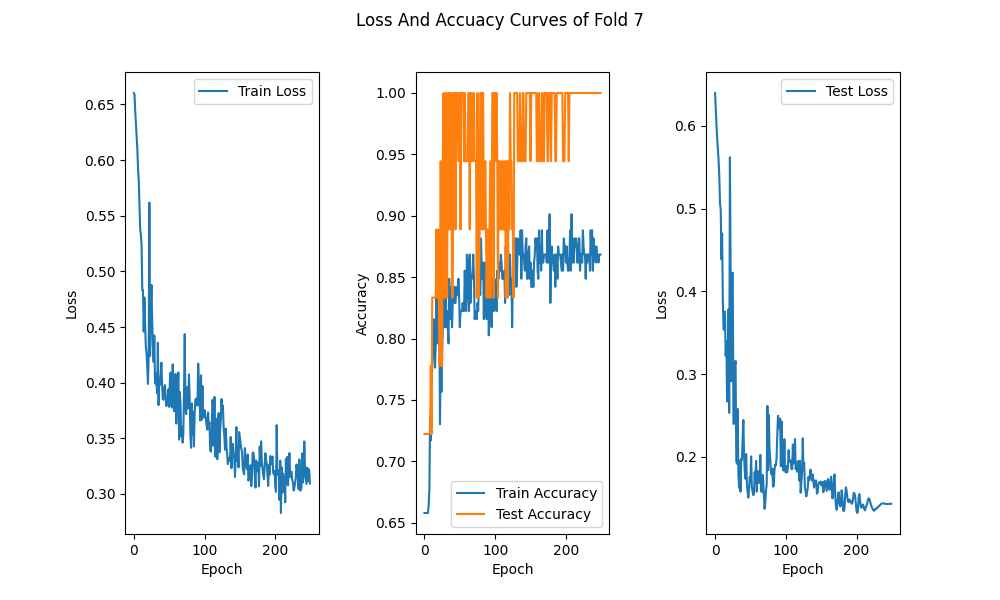 Loss And Accuacy Curves of Fold 7
Train Loss
0.65
0.60
0.55
0.50
0.45
0.40
0.35
0.30
Loss
0 100 200
Epoch
1.00
0.95
0.90
0.85
0.80
0.75
0.70
0.65
Accuracy
Train Accuracy
Test Accuracy
0 100 200
Epoch
Test Loss
0.6
0.5
0.4
0.3
0.2
Loss
0 100 200
Epoch